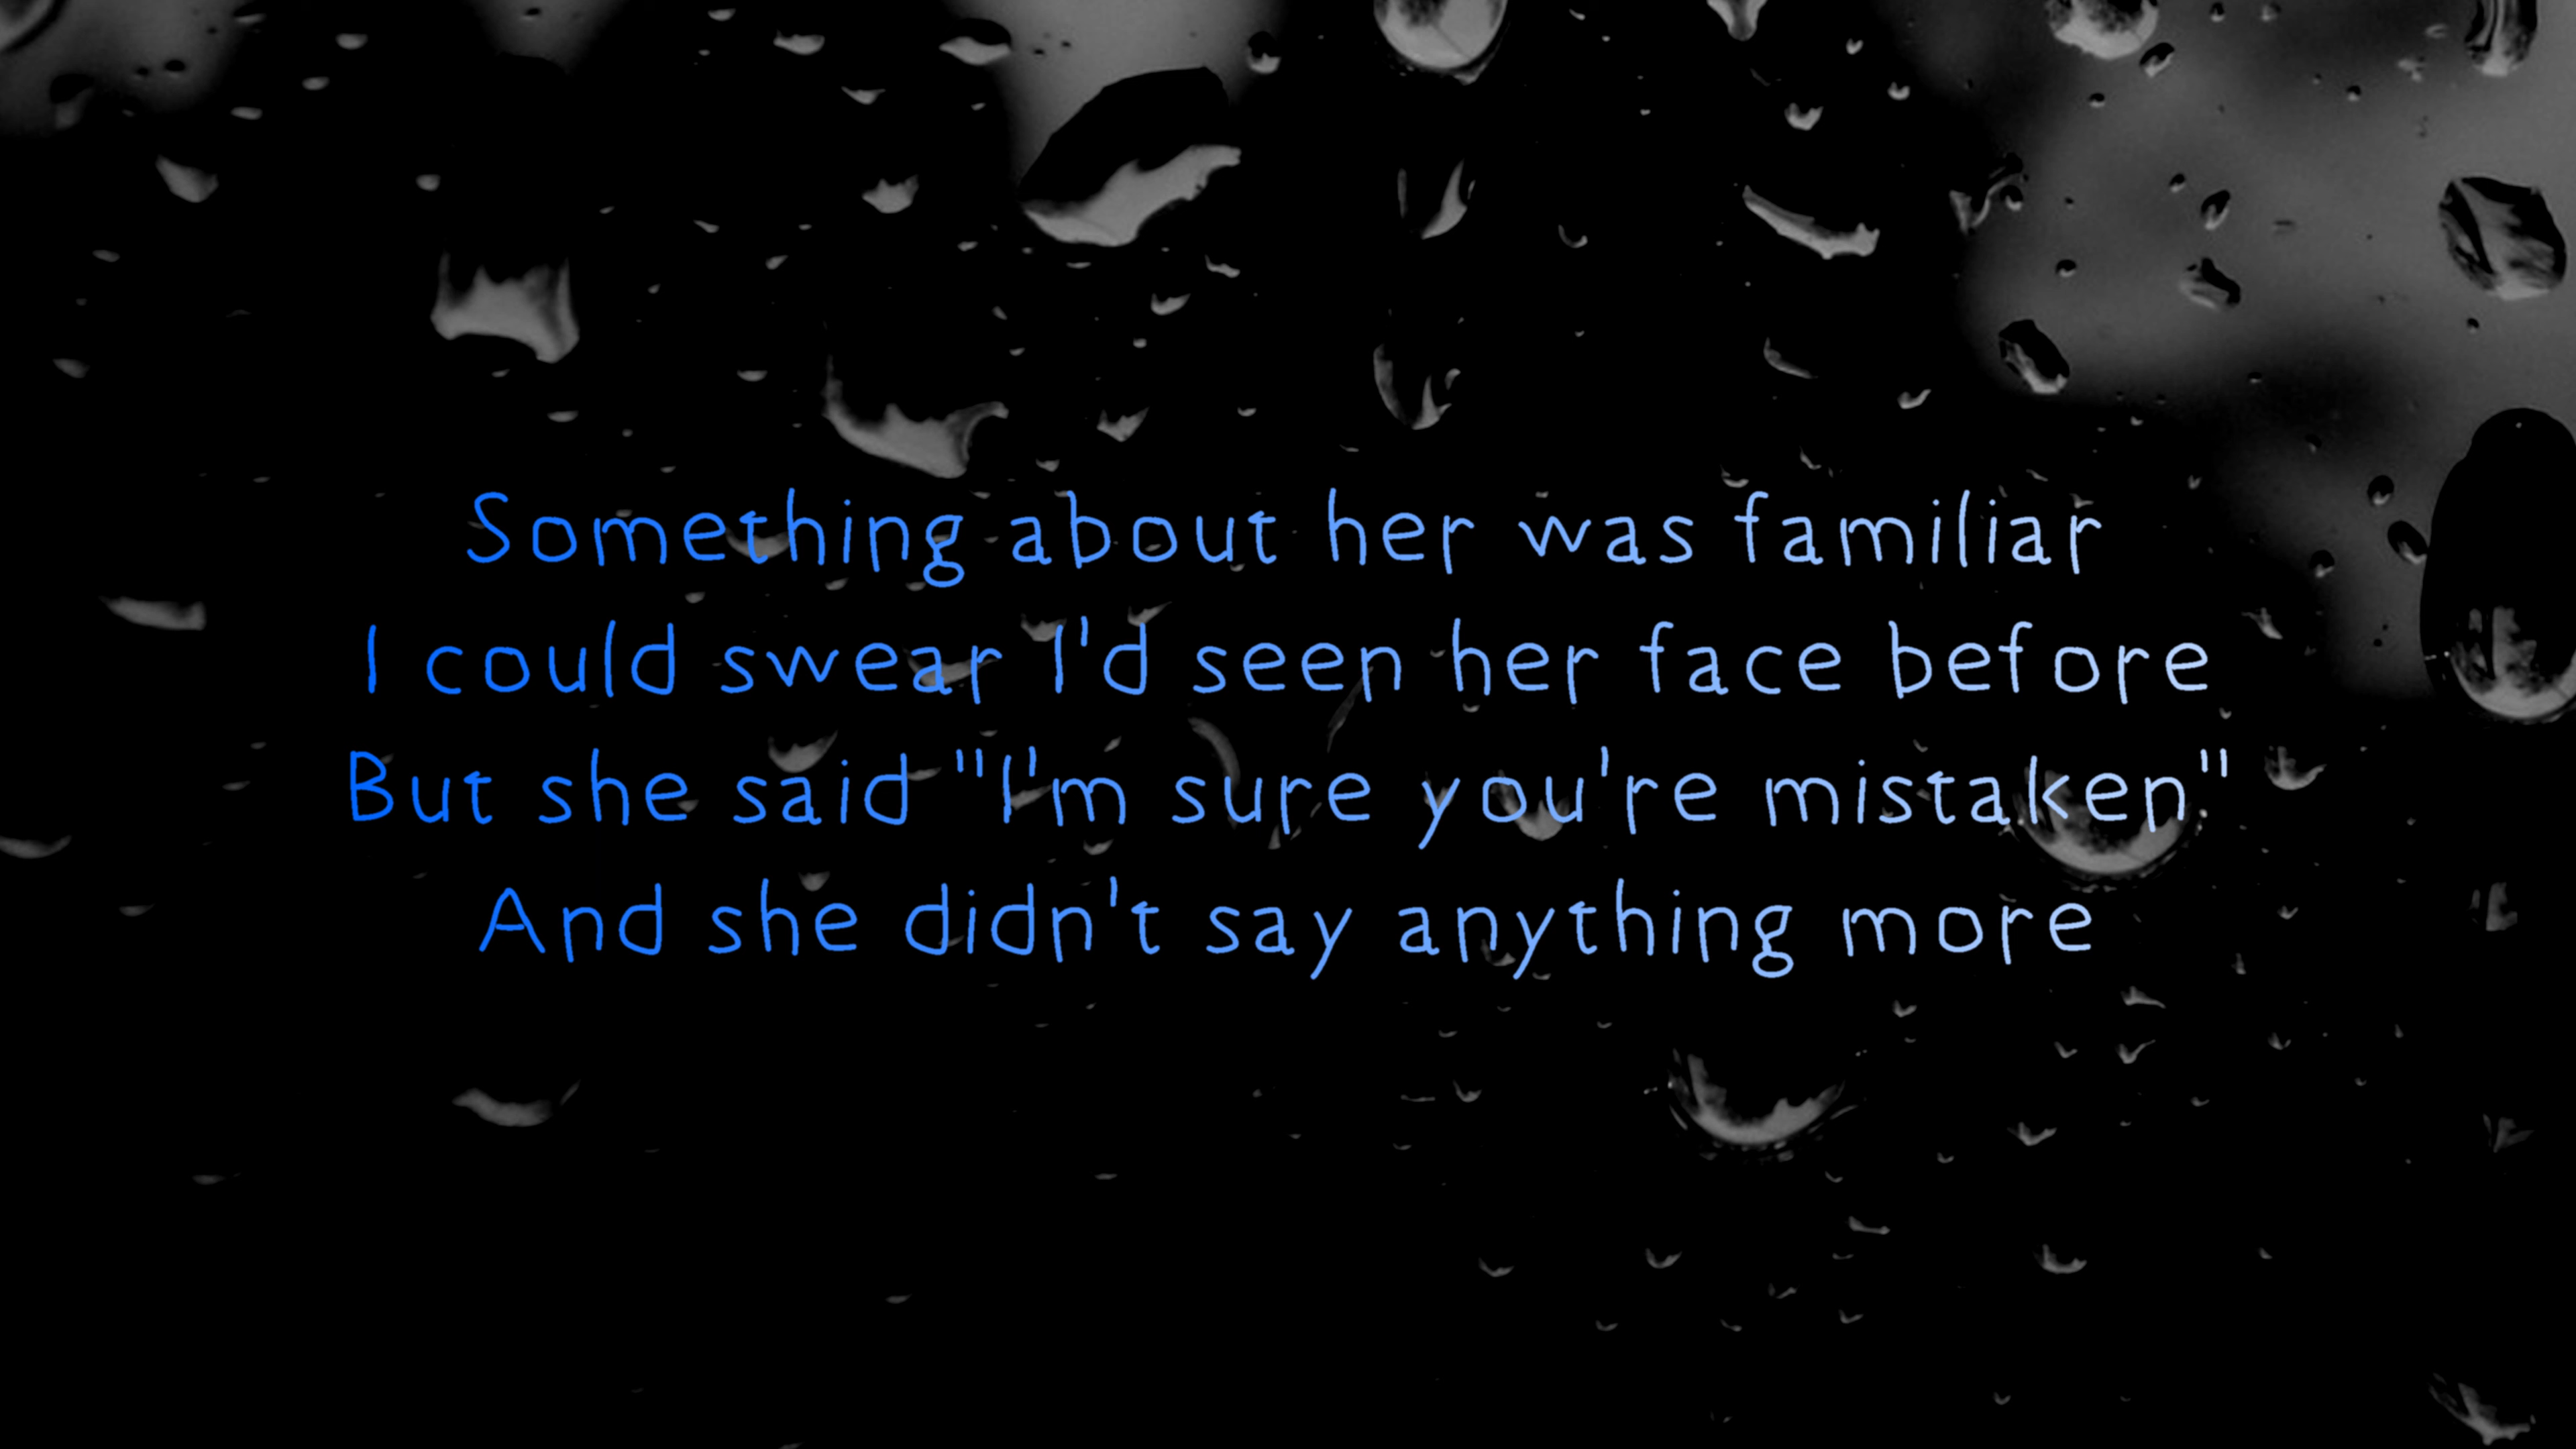 Something about her was familiar
I could swear I'd seen her face before
But she said "I'm sure you're mistaken"
And she didn't say anything more